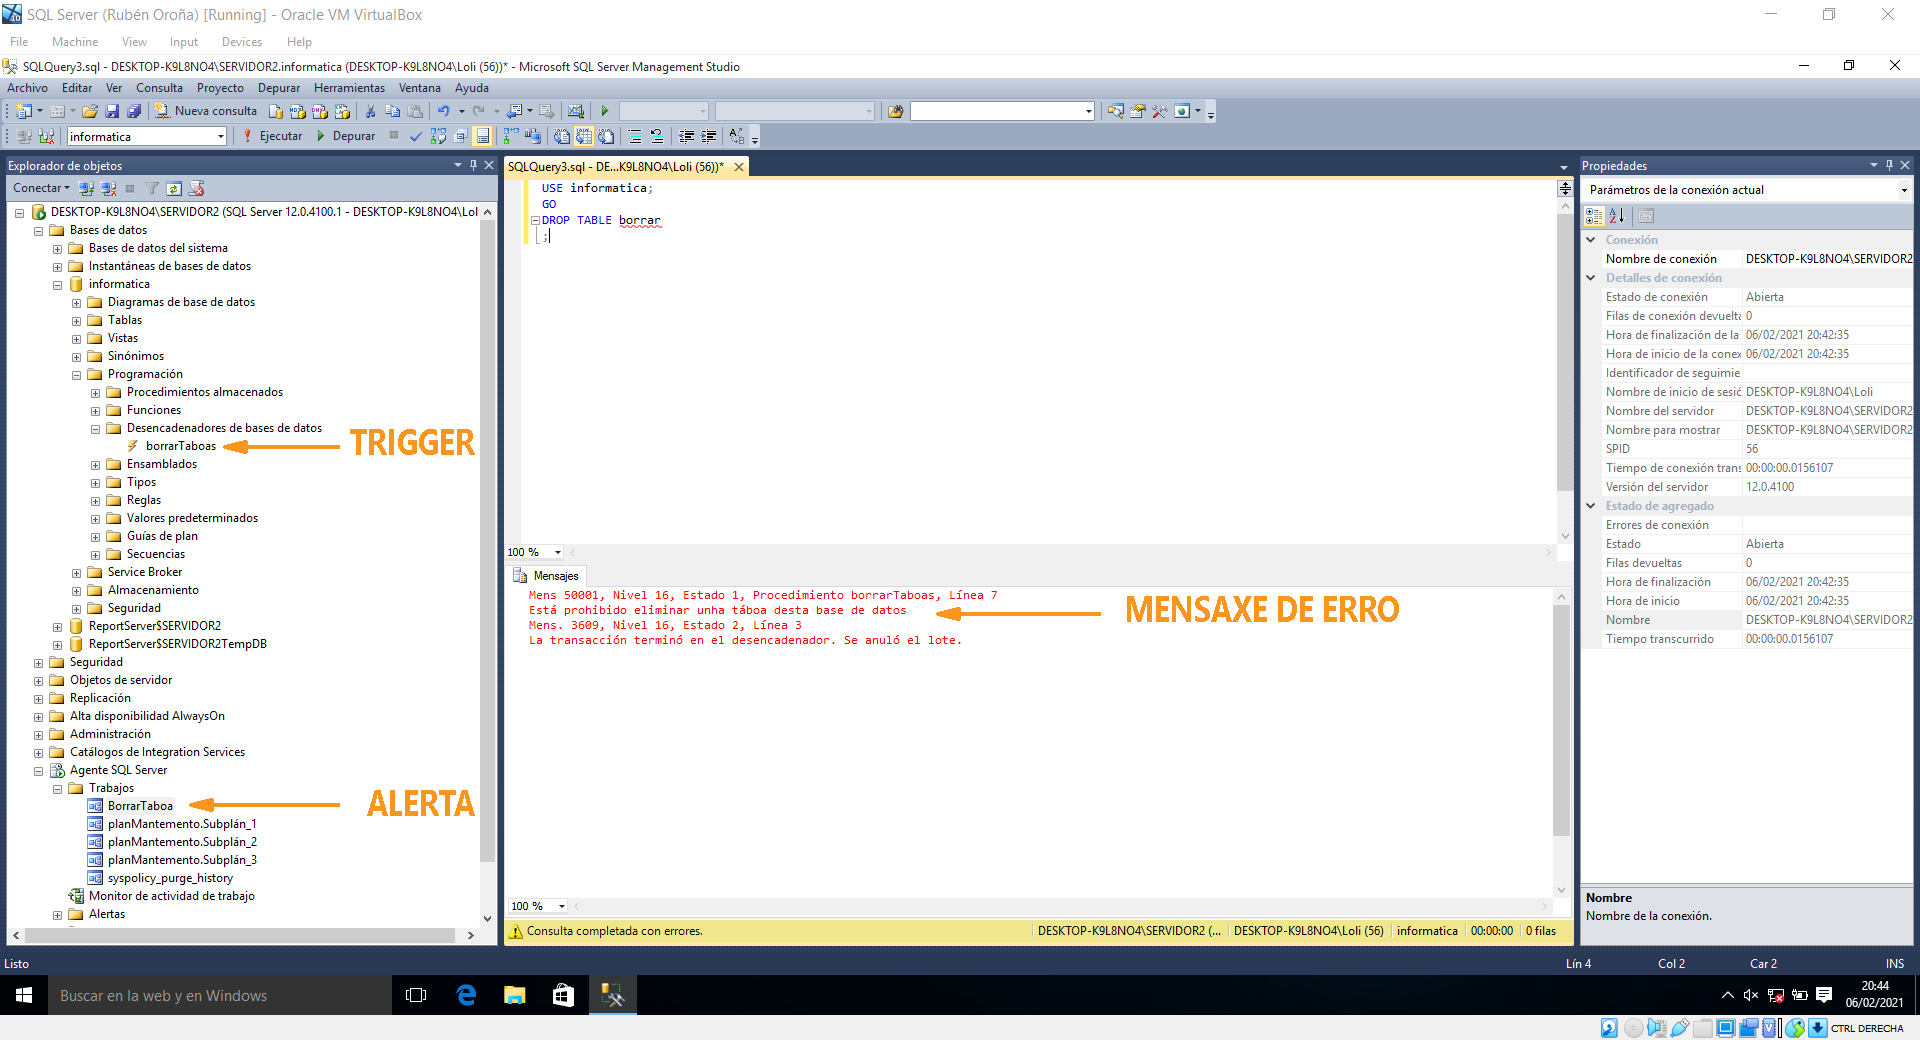 SQL Server (Rubén Oroña) [Running] - Oracle VM VirtualBox
File Machine View Input Devices Help
SQLQuery3.sql - DESKTOP-K9L8NO4\SERVIDOR2.informatica (DESKTOP-K9L8NO4\Loli (56))* - Microsoft SQL Server Management Studio
Archivo Editar Ver Consulta Proyecto Depurar Herramientas Ventana Ayuda
Nueva consulta
informatica Ejecutar Depurar
Explorador de objetos
Conectar
DESKTOP-K9L8NO4\SERVIDOR2 (SQL Server 12.0.4100.1 - DESKTOP-K9L8NO4\Lol
Bases de datos
Bases de datos del sistema
Instantáneas de bases de datos
informatica
Diagramas de base de datos
Tablas
Vistas
Sinónimos
Programación
Procedimientos almacenados
Funciones
Desencadenadores de bases de datos
borrarTaboas
TRIGGER
Ensamblados
Tipos
Reglas
Valores predeterminados
Guías de plan
Secuencias
Service Broker
Almacenamiento
Seguridad
ReportServer$SERVIDOR2
ReportServer$SERVIDOR2TempDB
Seguridad
Objetos de servidor
Replicación
Alta disponibilidad AlwaysOn
Administración
Catálogos de Integration Services
Agente SQL Server
Trabajos
BorrarTaboa
ALERTA
planMantemento.Subplán_1
planMantemento.Subplán_2
planMantemento.Subplán_3
syspolicy_purge_history
Monitor de actividad de trabajo
Alertas
SQLQuery3.sql - DE...K9L8NO4\Loli (56))*
USE informatica;
GO
DROP TABLE borrar
;
100 %
Mensajes
Mens 50001, Nivel 16, Estado 1, Procedimiento borrarTaboas, Línea 7
Está prohibido eliminar unha táboa desta base de datos
Mens. 3609, Nivel 16, Estado 2, Línea 3
La transacción terminó en el desencadenador. Se anuló el lote.
MENSAXE DE ERRO
100 %
Consulta completada con errores. DESKTOP-K9L8NO4\SERVIDOR2 (... DESKTOP-K9L8NO4\Loli (56) informatica 00:00:00 0 filas
Propiedades
Parámetros de la conexión actual
Conexión
Nombre de conexión DESKTOP-K9L8NO4\SERVIDOR2
Detalles de conexión
Estado de conexión Abierta
Filas de conexión devuelta 0
Hora de finalización de la 06/02/2021 20:42:35
Hora de inicio de la conex 06/02/2021 20:42:35
Identificador de seguimie
Nombre de inicio de sesió DESKTOP-K9L8NO4\Loli
Nombre del servidor DESKTOP-K9L8NO4\SERVIDOR2
Nombre para mostrar DESKTOP-K9L8NO4\SERVIDOR2
SPID 56
Tiempo de conexión trans 00:00:00.0156107
Versión del servidor 12.0.4100
Estado de agregado
Errores de conexión
Estado Abierta
Filas devueltas 0
Hora de finalización 06/02/2021 20:42:35
Hora de inicio 06/02/2021 20:42:35
Nombre DESKTOP-K9L8NO4\SERVIDOR2
Tiempo transcurrido 00:00:00.0156107
Nombre
Nombre de la conexión.
Listo Lín 4 Col 2 Car 2 INS
Buscar en la web y en Windows
20:44
06/02/2021
CTRL DERECHA